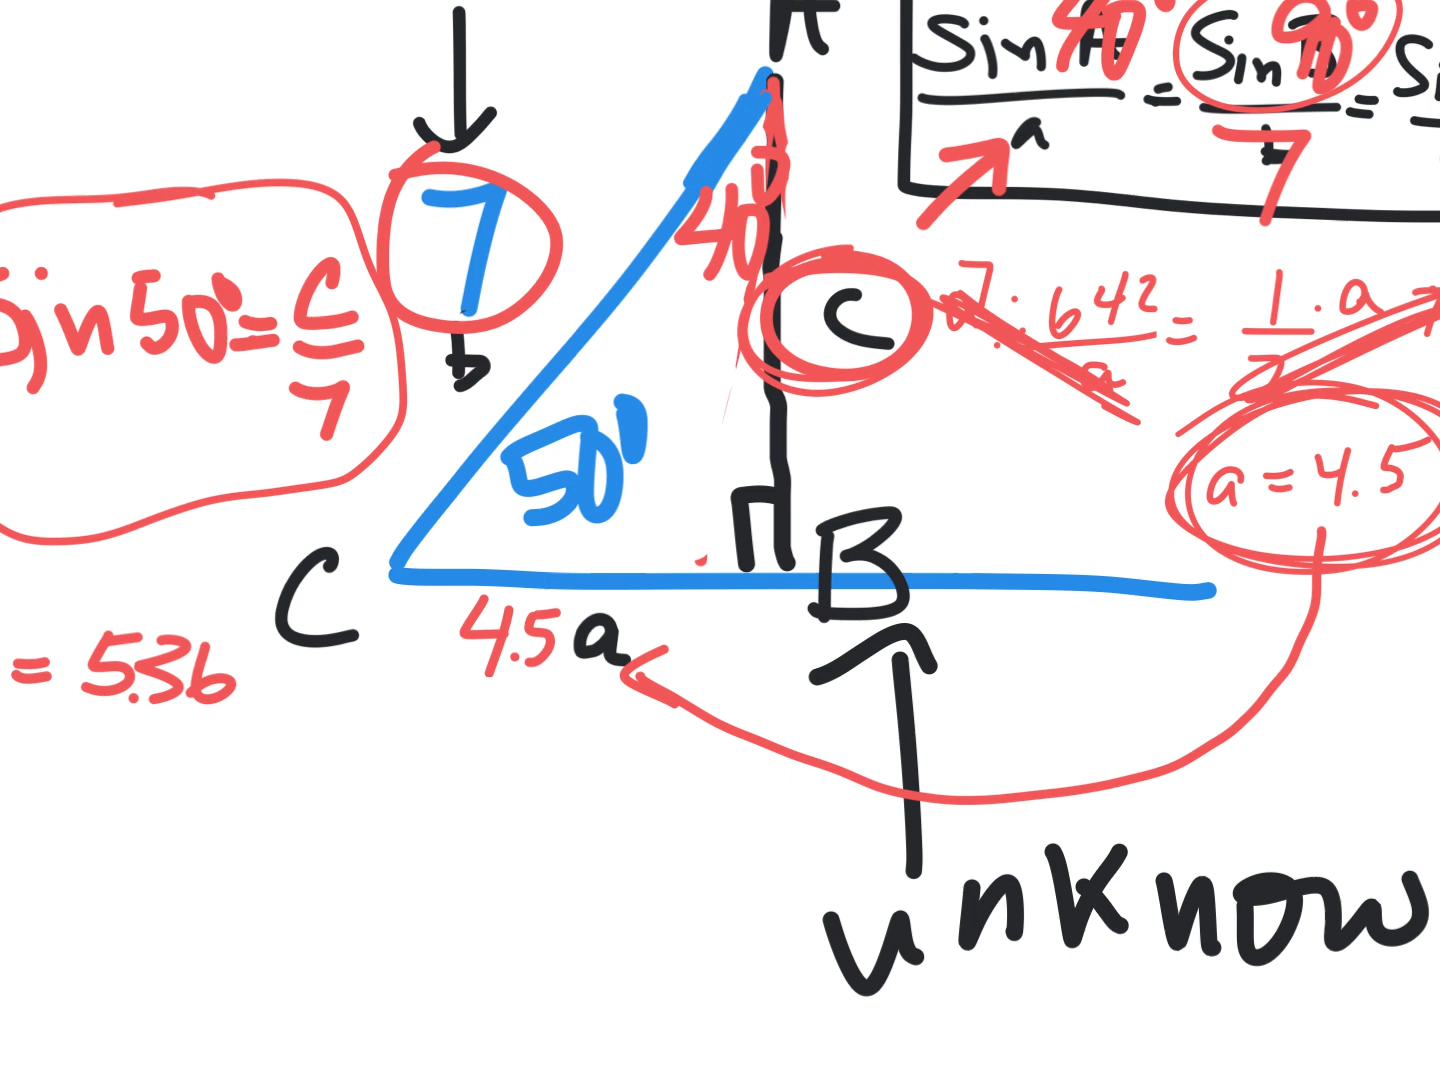 A
Sin 40° = Sin 90° = Si
a
7
7
b
40°
Sin 50° = C/7
C
7 · .642/a = 1/7 · a
50°
a = 4.5
B
C
4.5 a
= 5.36
unknow